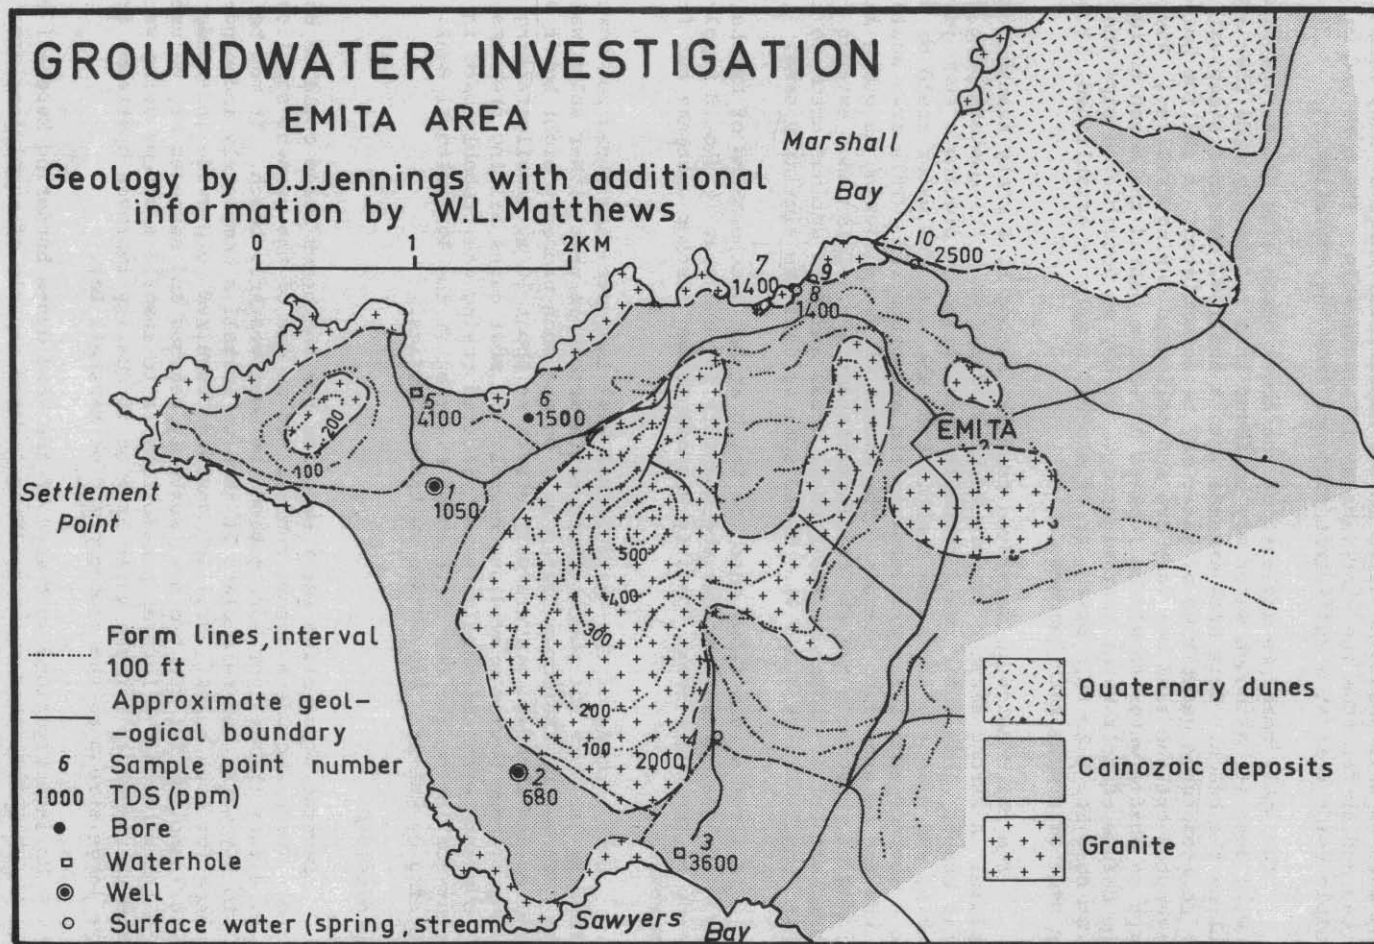 GROUNDWATER INVESTIGATION
EMITA AREA
Geology by D.J.Jennings with additional
information by W.L.Matthews
0 1 2KM
Marshall
Bay
10
2500
7
1400
9
8
1400
5
4100
6
1500
200
100
1
1050
EMITA
Settlement
Point
500
400
300
200
100
2000
4
2
680
3
3600
Sawyers
Bay
Form lines, interval
100 ft
Approximate geol-
-ogical boundary
6 Sample point number
1000 TDS (ppm)
Bore
Waterhole
Well
Surface water (spring, stream
Quaternary dunes
Cainozoic deposits
Granite